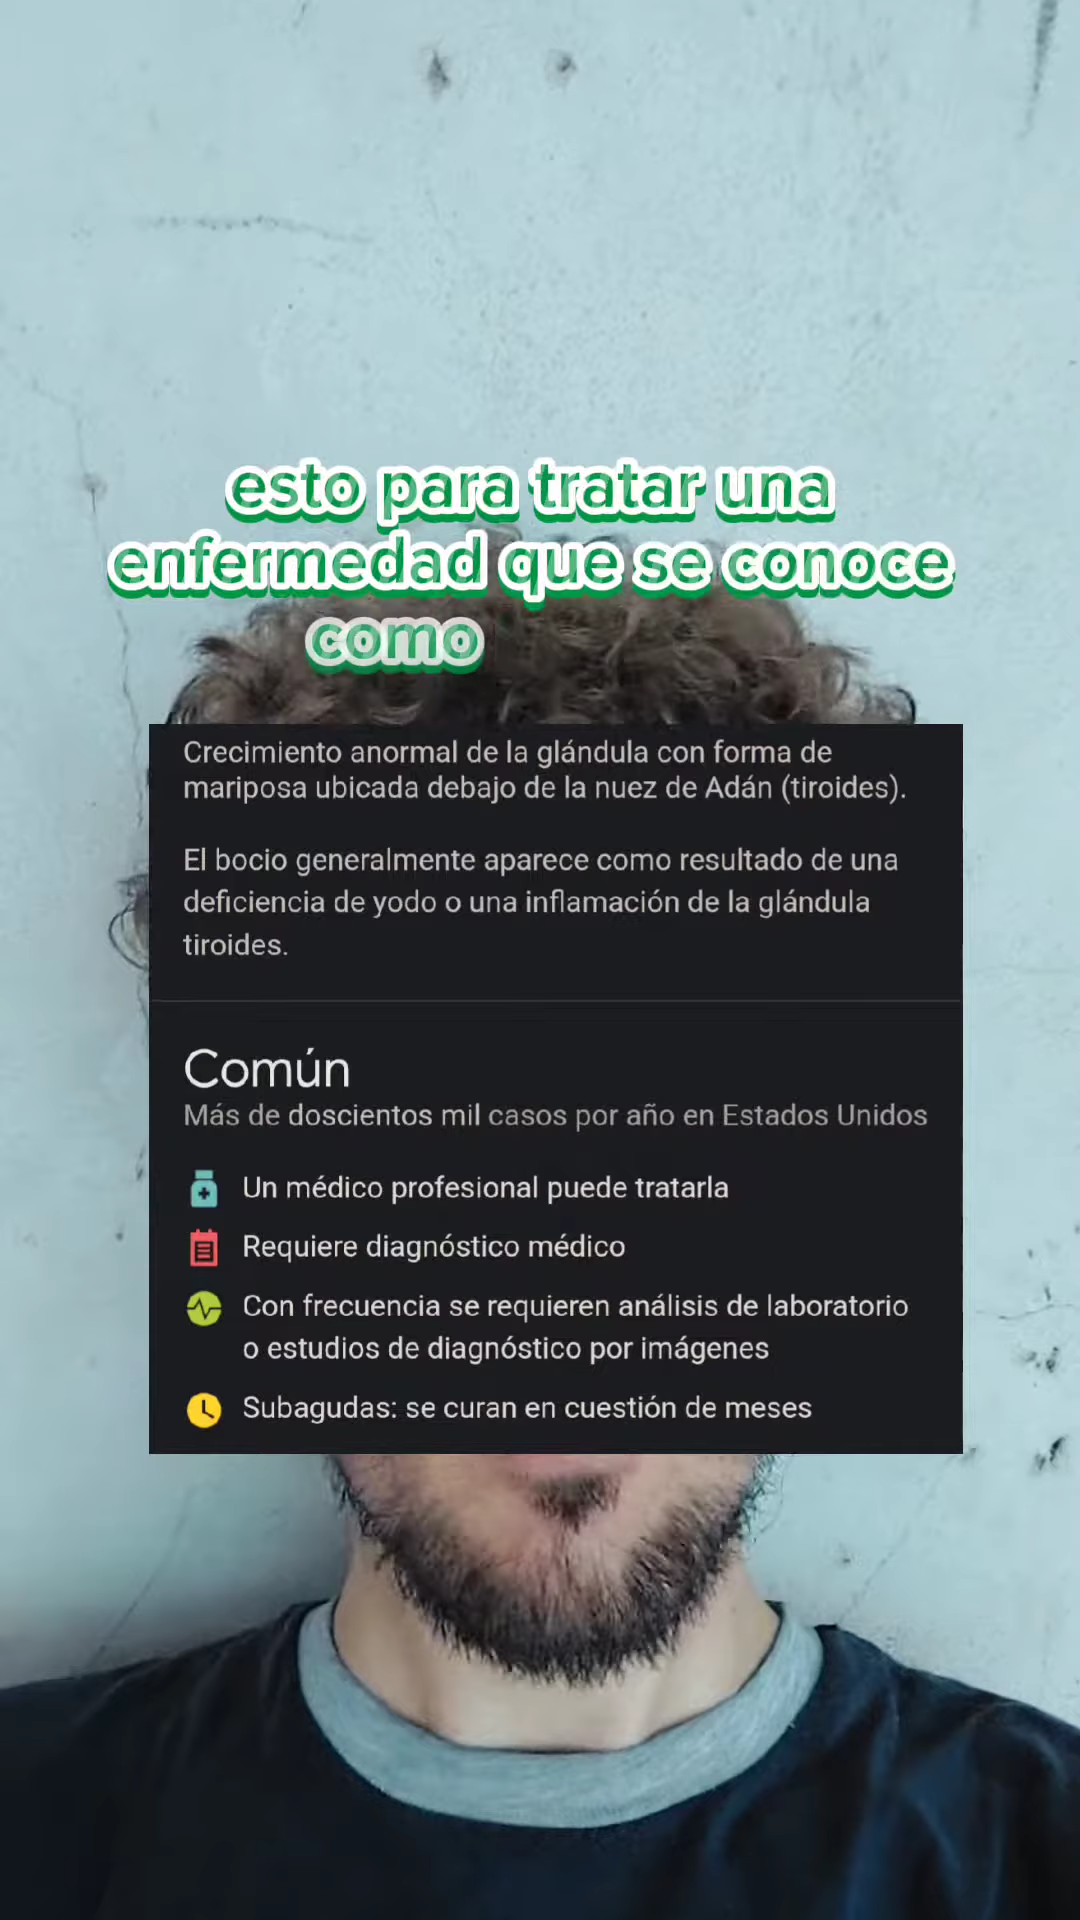 esto para tratar una
enfermedad que se conoce
como
Crecimiento anormal de la glándula con forma de
mariposa ubicada debajo de la nuez de Adán (tiroides).
El bocio generalmente aparece como resultado de una
deficiencia de yodo o una inflamación de la glándula
tiroides.
Común
Más de doscientos mil casos por año en Estados Unidos
Un médico profesional puede tratarla
Requiere diagnóstico médico
Con frecuencia se requieren análisis de laboratorio
o estudios de diagnóstico por imágenes
Subagudas: se curan en cuestión de meses